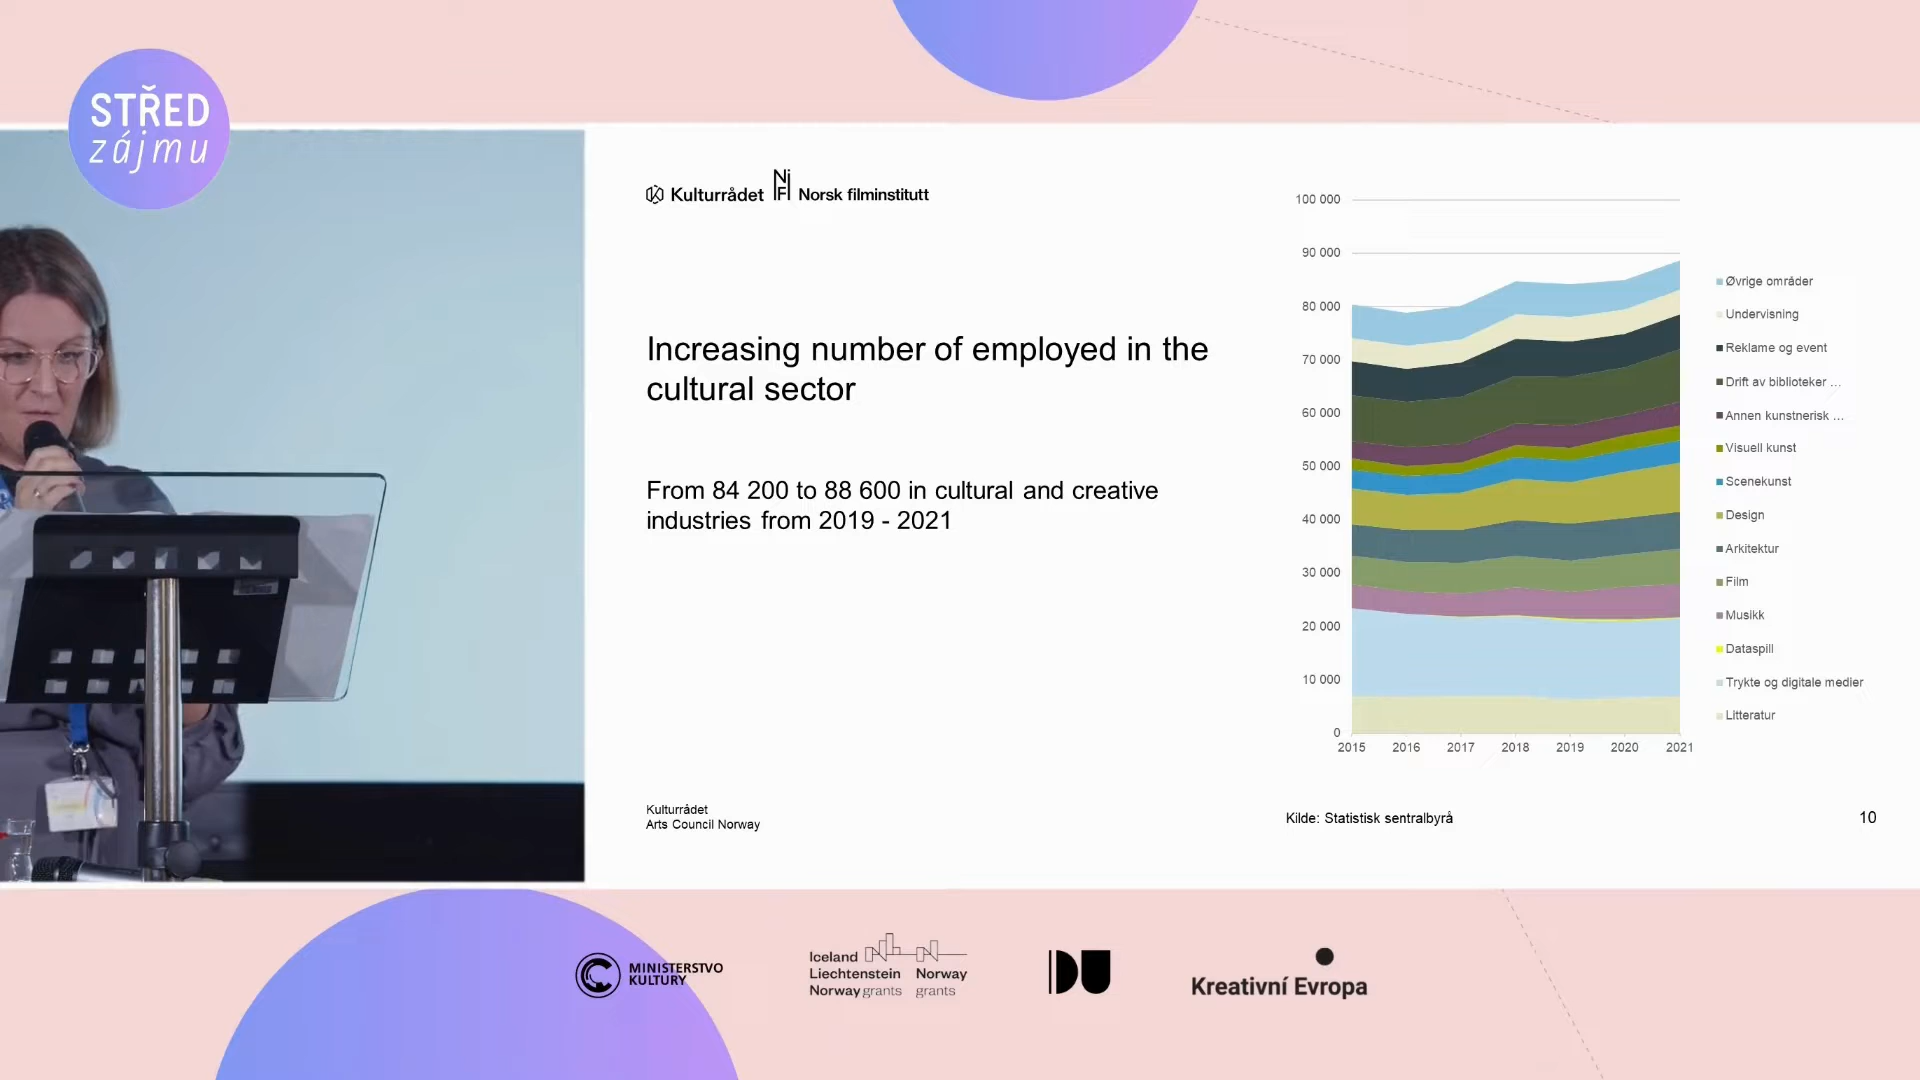 STŘED
zájmu
Kulturrådet
NFI
Norsk filminstitutt
Increasing number of employed in the
cultural sector
From 84 200 to 88 600 in cultural and creative
industries from 2019 - 2021
100 000
90 000
80 000
70 000
60 000
50 000
40 000
30 000
20 000
10 000
0
2015 2016 2017 2018 2019 2020 2021
Øvrige områder
Undervisning
Reklame og event
Drift av biblioteker ...
Annen kunstnerisk ...
Visuell kunst
Scenekunst
Design
Arkitektur
Film
Musikk
Dataspill
Trykte og digitale medier
Litteratur
Kulturrådet
Arts Council Norway
Kilde: Statistisk sentralbyrå
10
MINISTERSTVO
KULTURY
Iceland
Liechtenstein
Norway grants
Norway
grants
DU
Kreativní Evropa